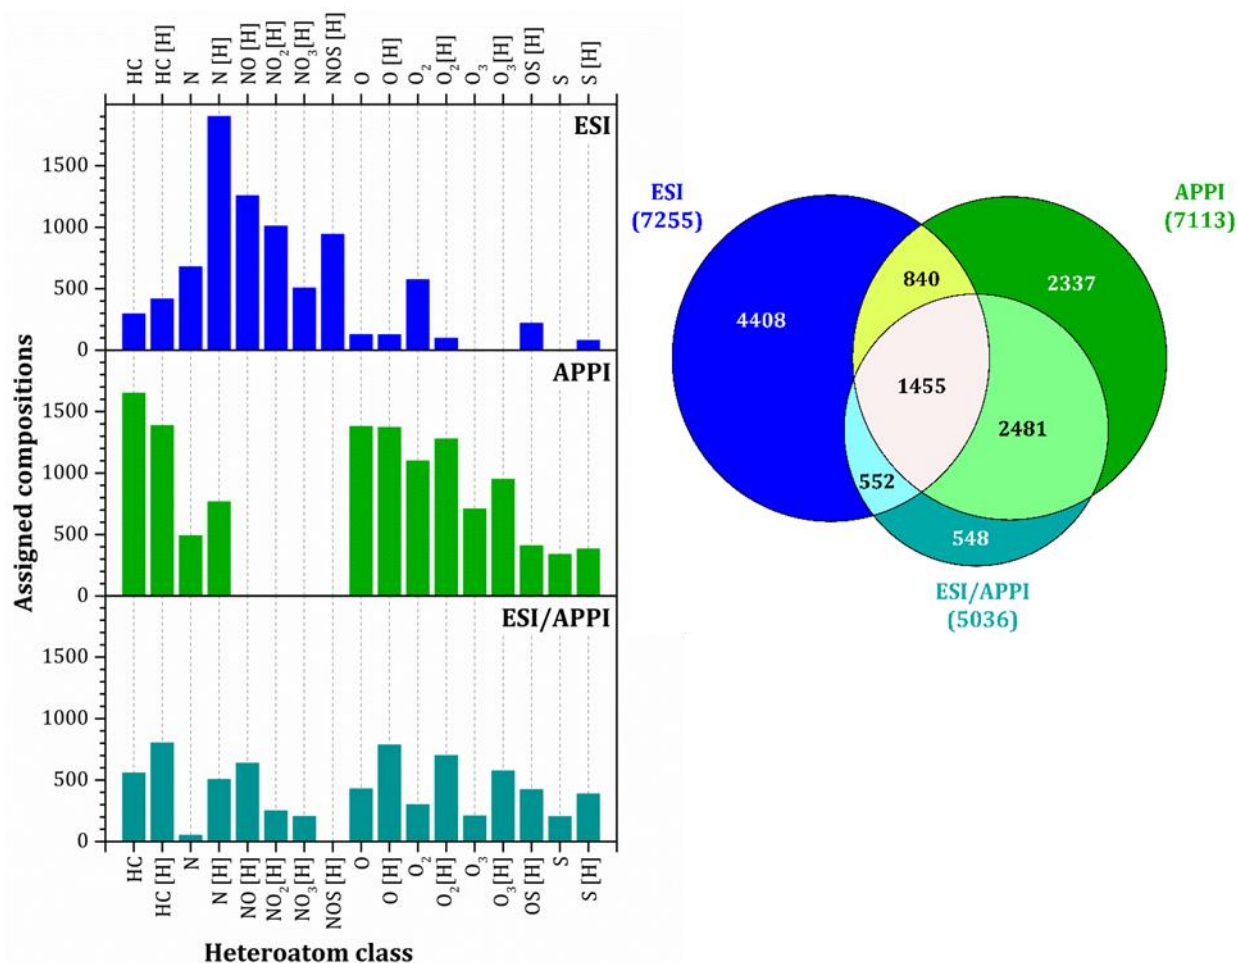 HC
HC [H]
N
N [H]
NO [H]
NO₂[H]
NO₃[H]
NOS [H]
O
O [H]
O₂
O₂[H]
O₃
O₃[H]
OS [H]
S
S [H]
ESI
1500
1000
500
0
APPI
1500
1000
500
0
ESI/APPI
1500
1000
500
0
Assigned compositions
HC
HC [H]
N
N [H]
NO [H]
NO₂[H]
NO₃[H]
NOS [H]
O
O [H]
O₂
O₂[H]
O₃
O₃[H]
OS [H]
S
S [H]
Heteroatom class
ESI
(7255)
APPI
(7113)
840
2337
4408
1455
2481
552
548
ESI/APPI
(5036)